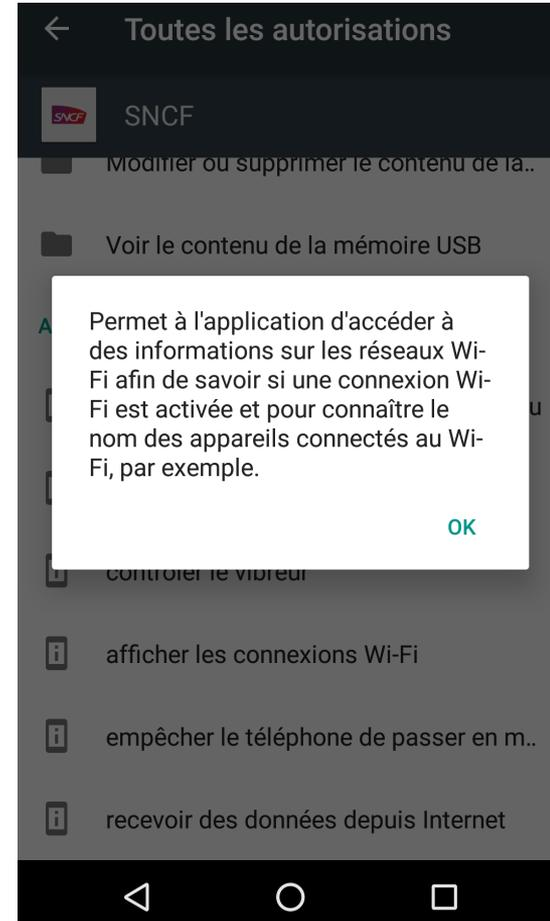 Toutes les autorisations
SNCF
SNCF
Modifier ou supprimer le contenu de la..
Voir le contenu de la mémoire USB
A
Permet à l'application d'accéder à
des informations sur les réseaux Wi-
Fi afin de savoir si une connexion Wi-
Fi est activée et pour connaître le
nom des appareils connectés au Wi-
Fi, par exemple.
u
OK
contrôler le vibreur
afficher les connexions Wi-Fi
empêcher le téléphone de passer en m..
recevoir des données depuis Internet